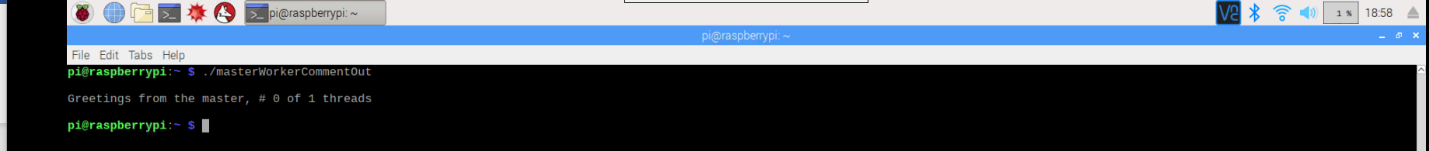 pi@raspberrypi: ~
VNC
1 %
18:58
pi@raspberrypi: ~
File Edit Tabs Help
pi@raspberrypi:~ $ ./masterWorkerCommentOut
Greetings from the master, # 0 of 1 threads
pi@raspberrypi:~ $